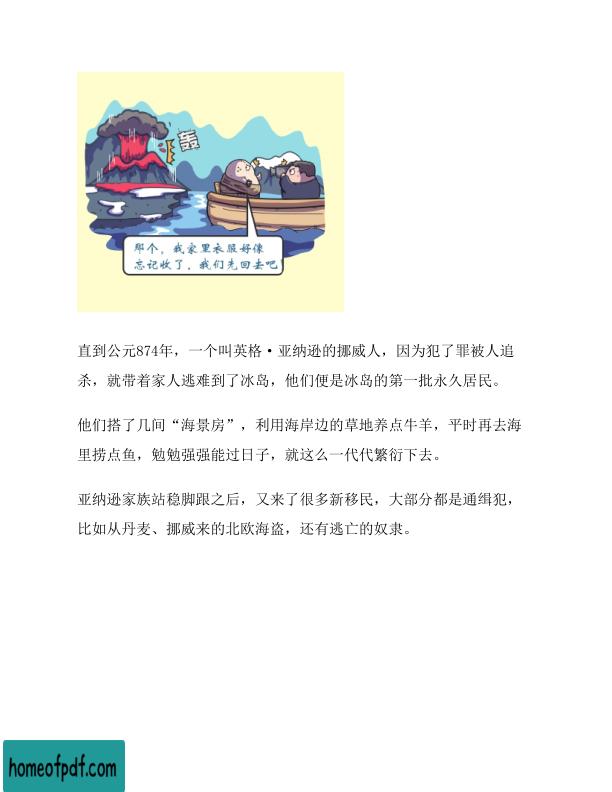 轰
那个，我家里衣服好像
忘记收了，我们先回去吧
直到公元874年，一个叫英格·亚纳逊的挪威人，因为犯了罪被人追
杀，就带着家人逃难到了冰岛，他们便是冰岛的第一批永久居民。
他们搭了几间“海景房”，利用海岸边的草地养点牛羊，平时再去海
里捞点鱼，勉勉强强能过日子，就这么一代代繁衍下去。
亚纳逊家族站稳脚跟之后，又来了很多新移民，大部分都是通缉犯，
比如从丹麦、挪威来的北欧海盗，还有逃亡的奴隶。
homeofpdf.com